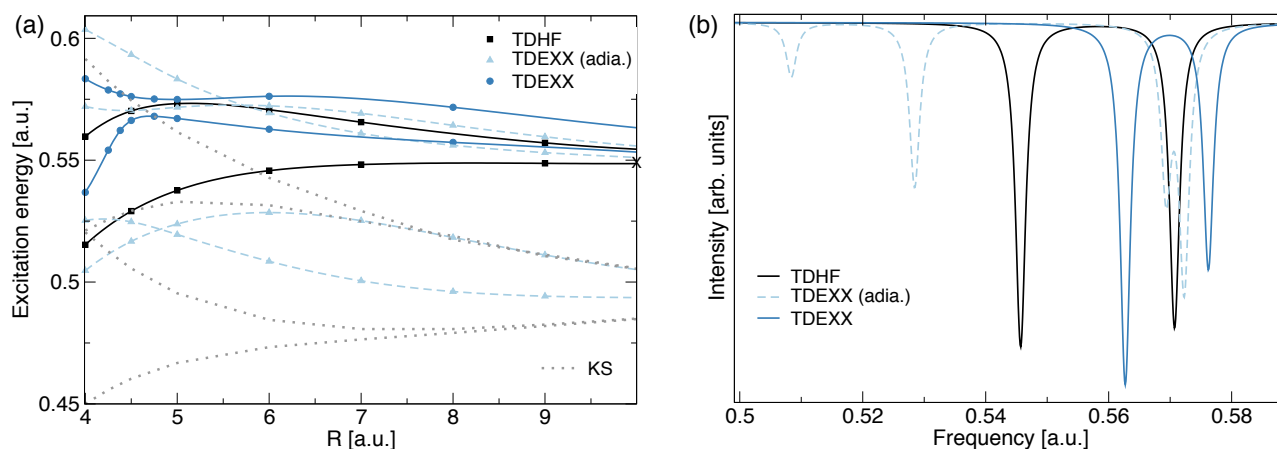 (a)
Excitation energy [a.u.]
0.6
0.55
0.5
0.45
4
5
6
7
8
9
R [a.u.]
TDHF
TDEXX (adia.)
TDEXX
KS
X
(b)
Intensity [arb. units]
TDHF
TDEXX (adia.)
TDEXX
0.5
0.52
0.54
0.56
0.58
Frequency [a.u.]